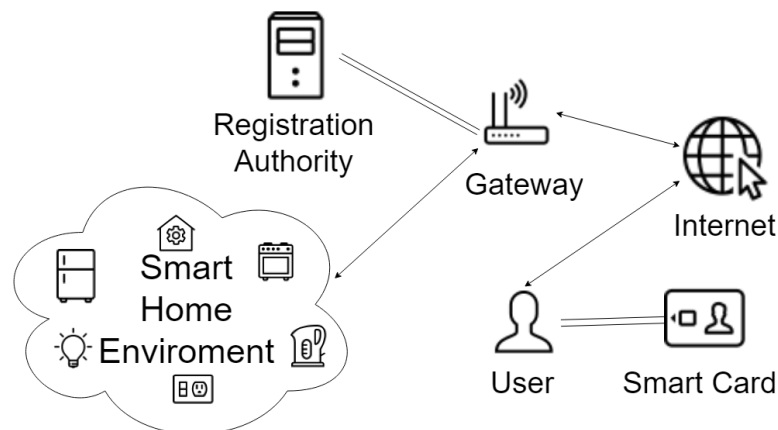 Registration
Authority
Gateway
Internet
Smart
Home
Enviroment
User
Smart Card